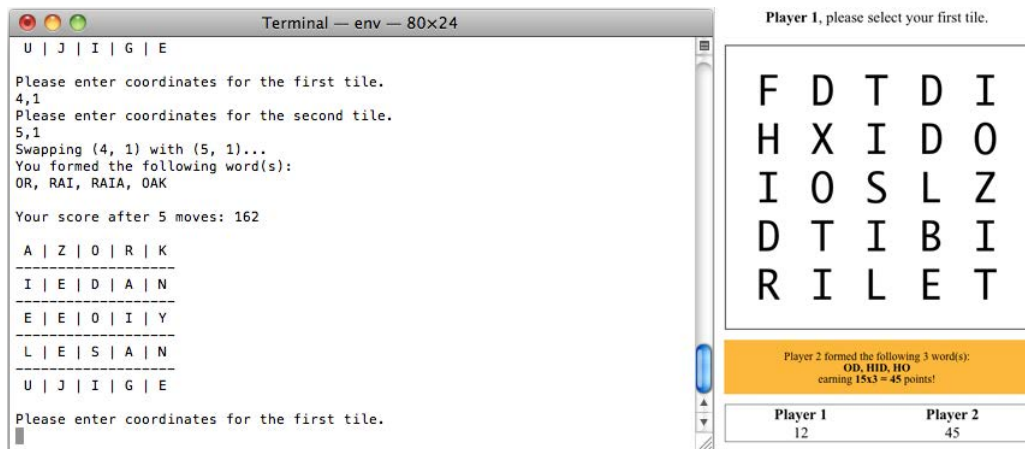 Terminal — env — 80×24
U | J | I | G | E
Please enter coordinates for the first tile.
4,1
Please enter coordinates for the second tile.
5,1
Swapping (4, 1) with (5, 1)...
You formed the following word(s):
OR, RAI, RAIA, OAK
Your score after 5 moves: 162
A | Z | O | R | K
-------------------
I | E | D | A | N
-------------------
E | E | O | I | Y
-------------------
L | E | S | A | N
-------------------
U | J | I | G | E
Please enter coordinates for the first tile.
Player 1, please select your first tile.
F D T D I
H X I D O
I O S L Z
D T I B I
R I L E T
Player 2 formed the following 3 word(s):
OD, HID, HO
earning 15x3 = 45 points!
Player 1 Player 2
12 45